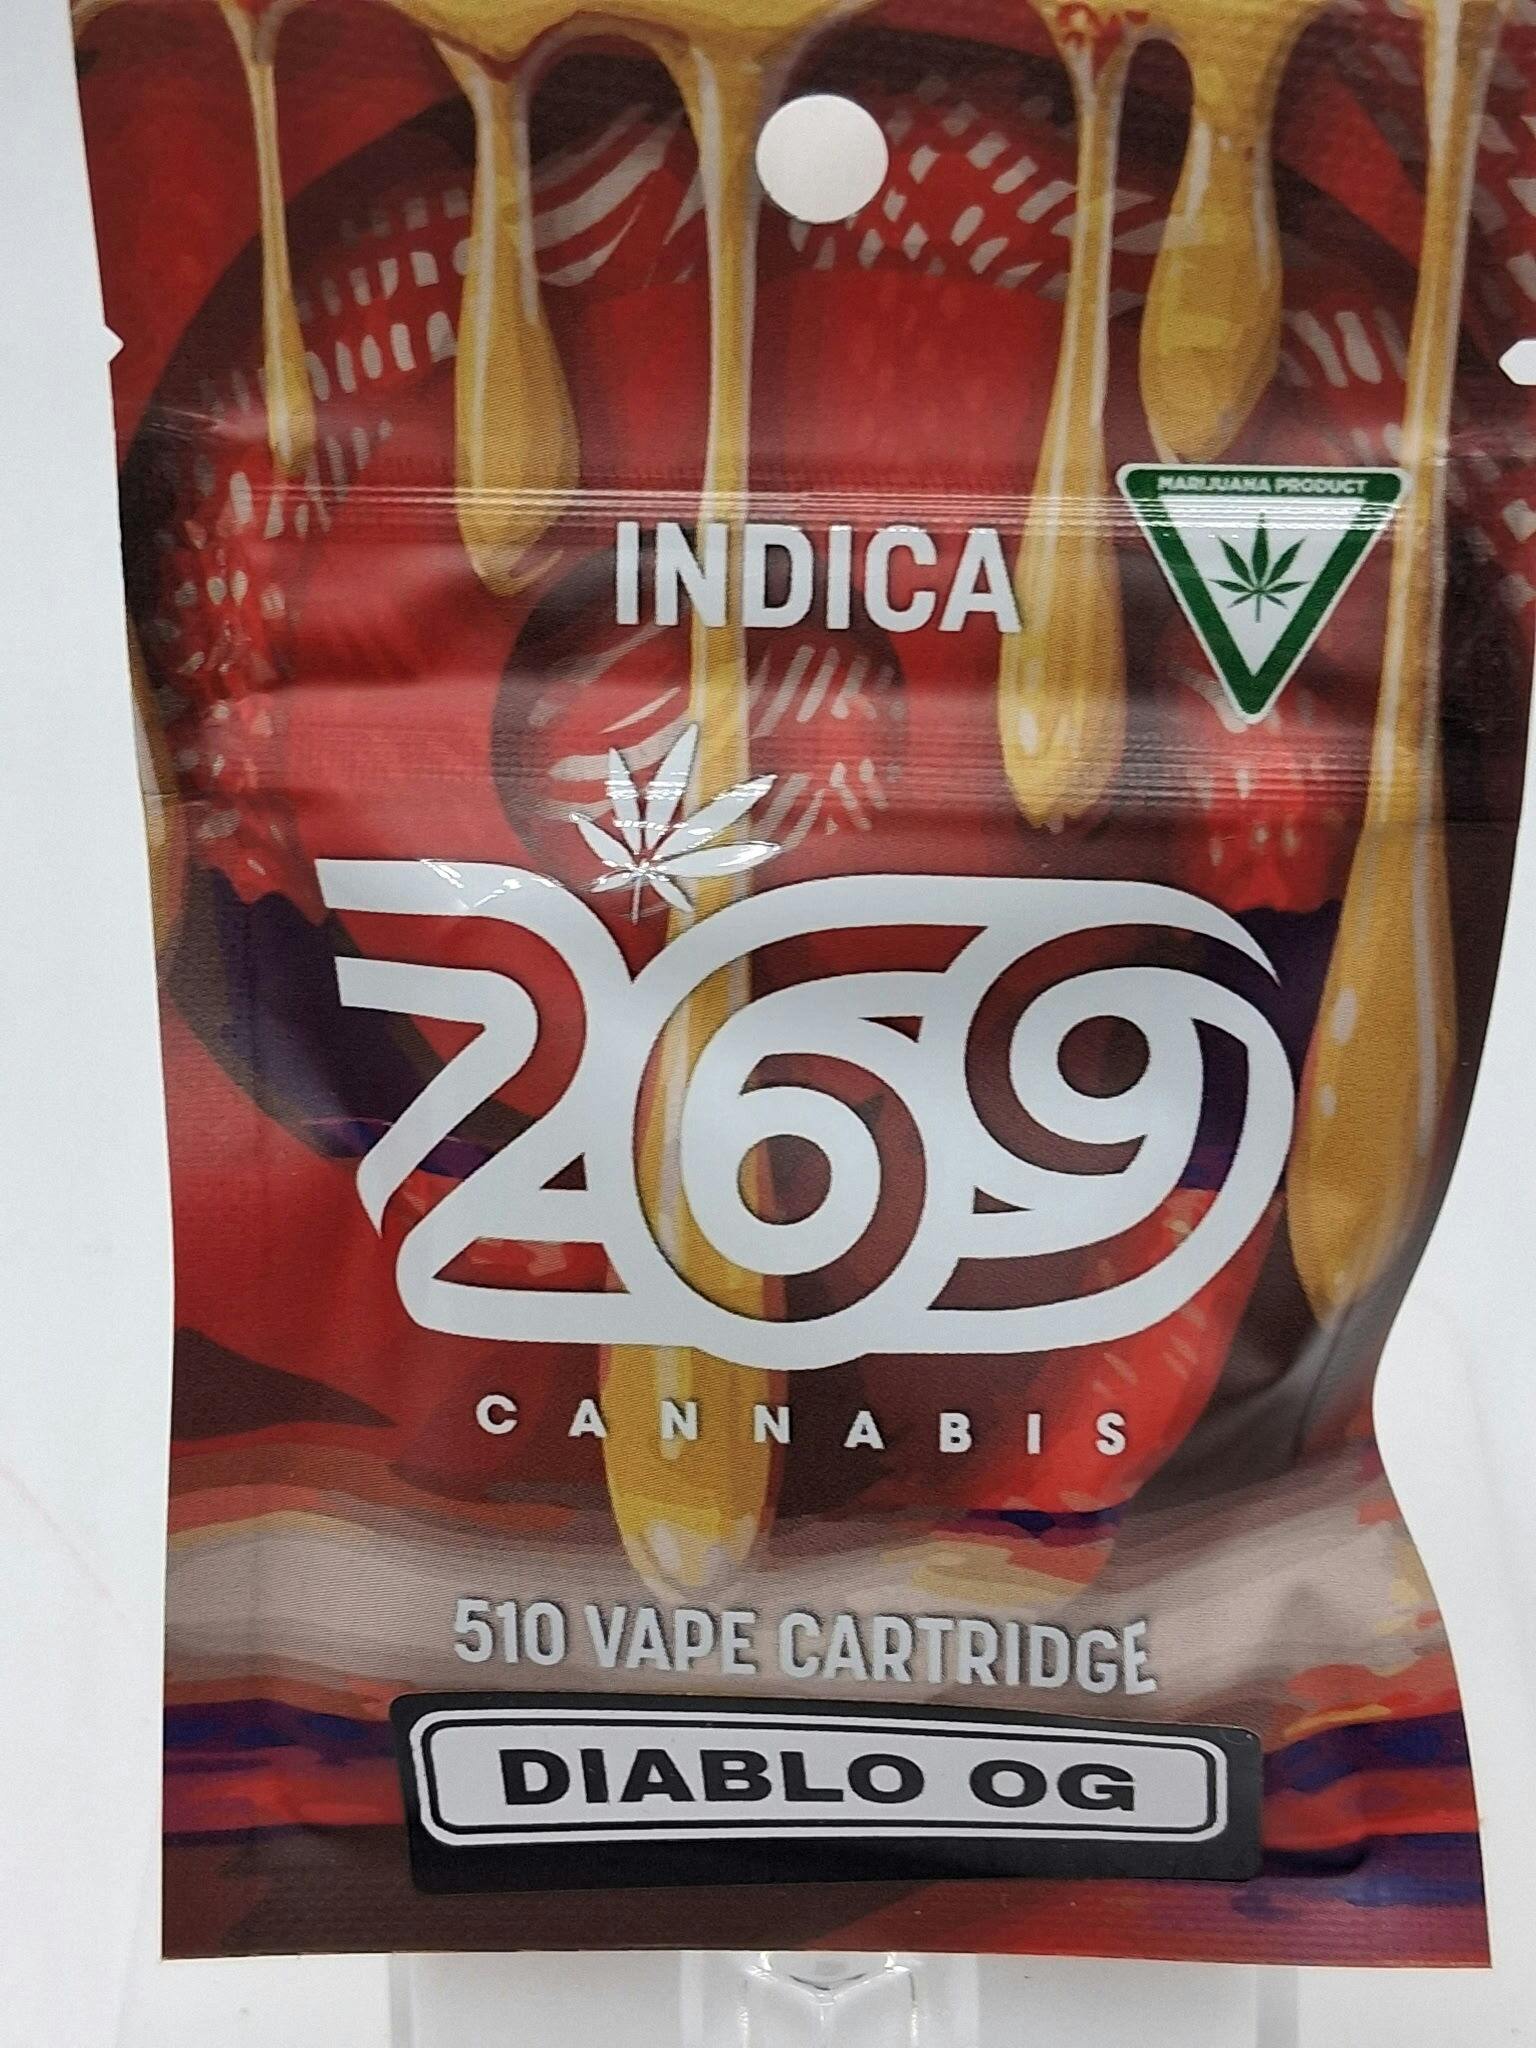 MARIJUANA PRODUCT
INDICA
269
CANNABIS
510 VAPE CARTRIDGE
DIABLO OG